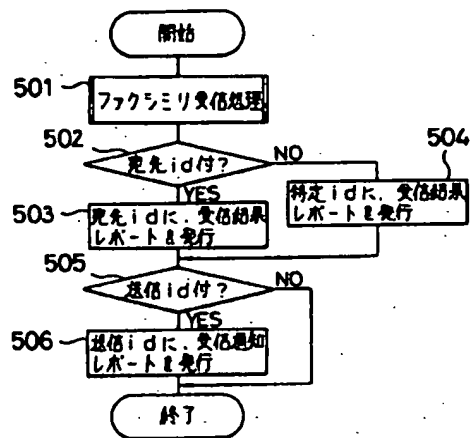 開始
501
ファクシミリ受信処理
502
宛先id付?
NO
504
YES
503
宛先idに、受信結果
レポートを発行
特定idに、受信結果
レポートを発行
505
送信id付?
NO
YES
506
送信idに、受信通知
レポートを発行
終了